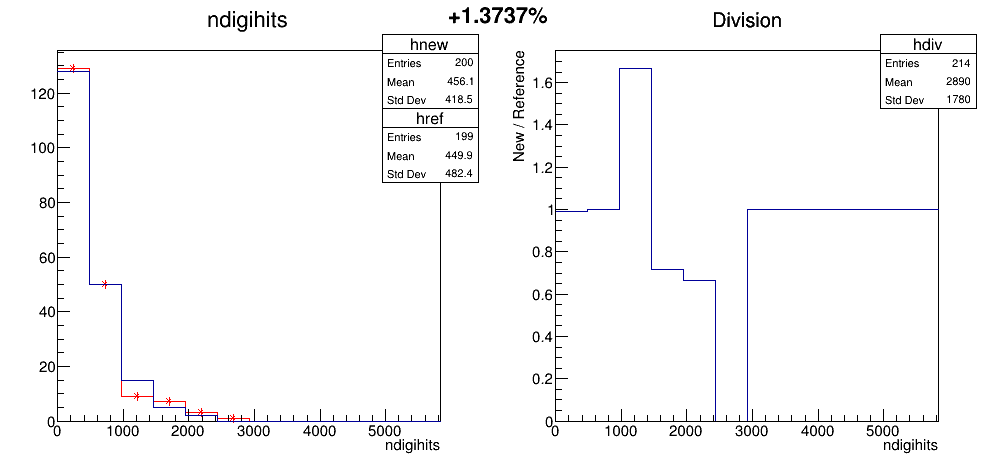 ndigihits
+1.3737%
Division
hnew
Entries 200
Mean 456.1
Std Dev 418.5
href
Entries 199
Mean 449.9
Std Dev 482.4
120
100
80
60
40
20
0
0 1000 2000 3000 4000 5000
ndigihits
hdiv
Entries 214
Mean 2890
Std Dev 1780
New / Reference
1.6
1.4
1.2
1
0.8
0.6
0.4
0.2
0
0 1000 2000 3000 4000 5000
ndigihits